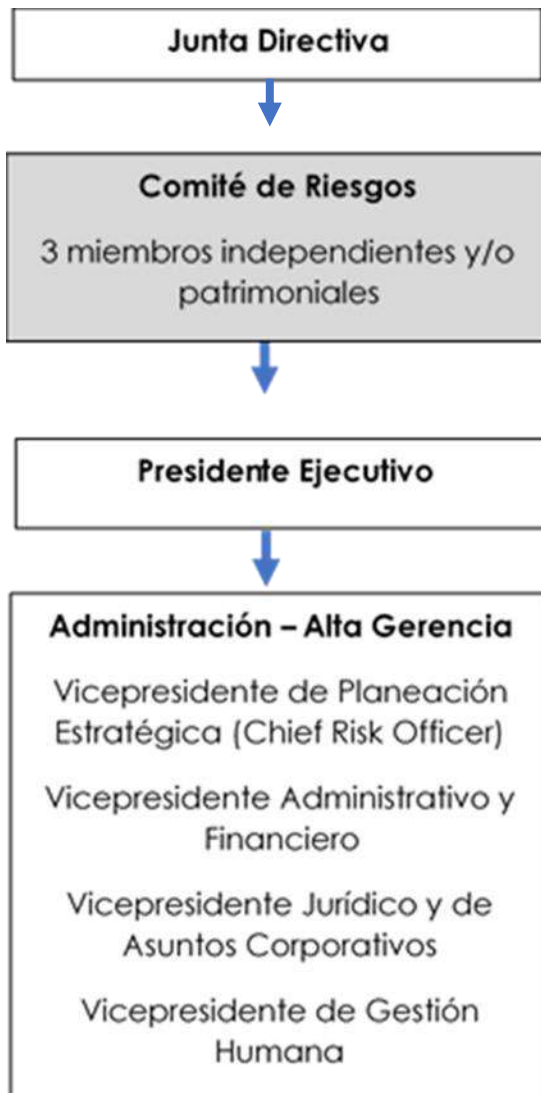 Junta Directiva
Comité de Riesgos
3 miembros independientes y/o
patrimoniales
Presidente Ejecutivo
Administración – Alta Gerencia
Vicepresidente de Planeación
Estratégica (Chief Risk Officer)
Vicepresidente Administrativo y
Financiero
Vicepresidente Jurídico y de
Asuntos Corporativos
Vicepresidente de Gestión
Humana